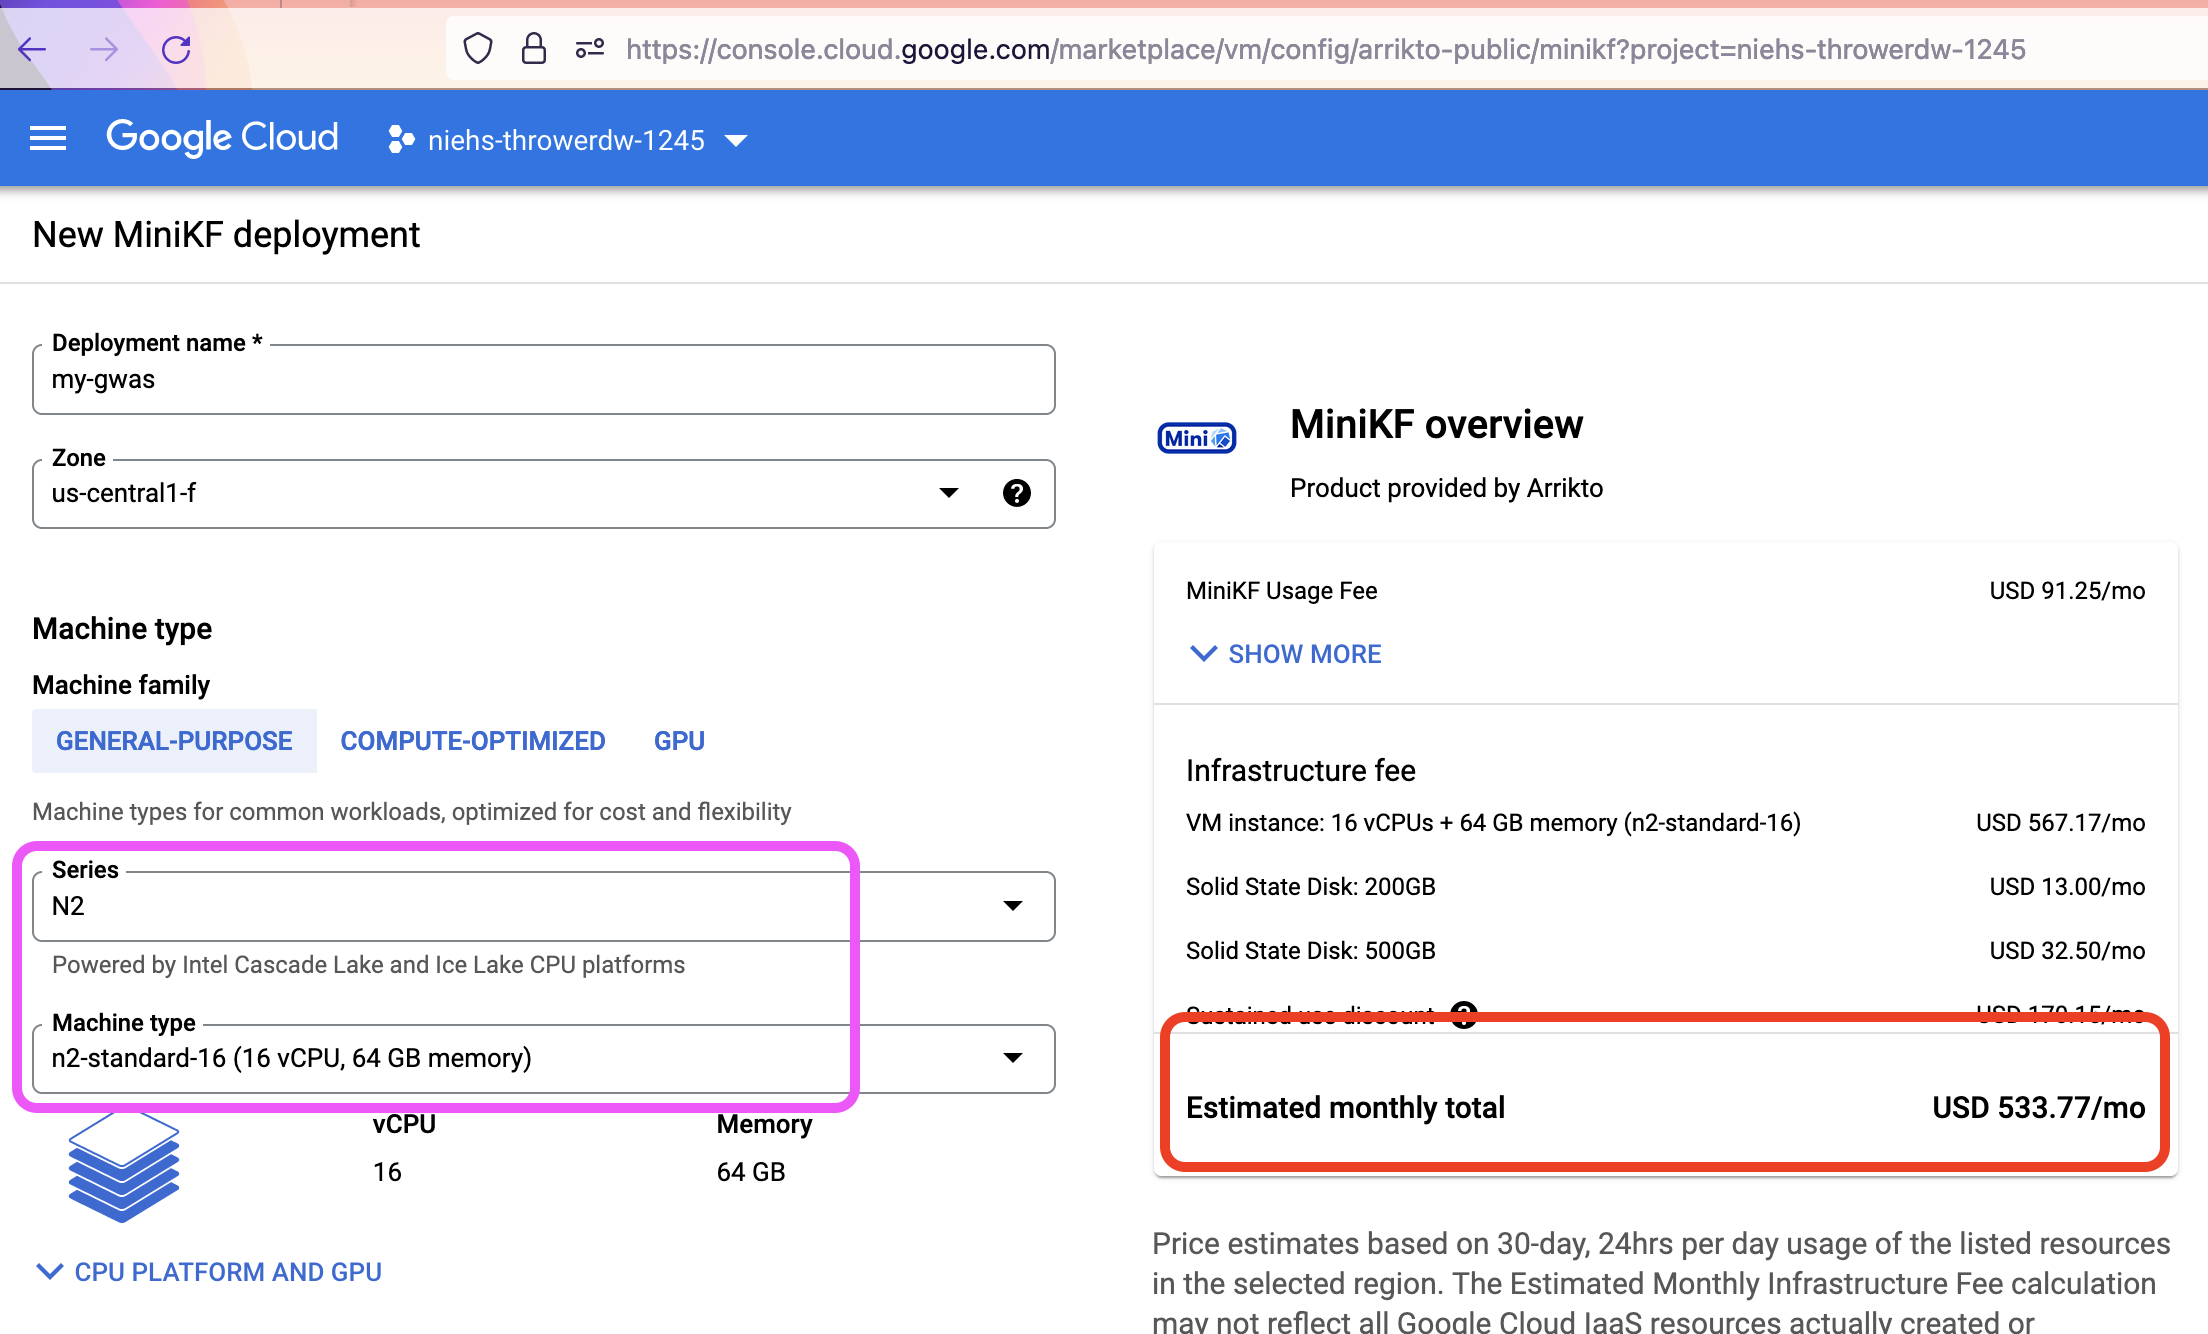 https://console.cloud.google.com/marketplace/vm/config/arrikto-public/minikf?project=niehs-throwerdw-1245
Google Cloud
niehs-throwerdw-1245
New MiniKF deployment
Deployment name *
my-gwas
Zone
us-central1-f
?
Machine type
Machine family
GENERAL-PURPOSE
COMPUTE-OPTIMIZED
GPU
Machine types for common workloads, optimized for cost and flexibility
Series
N2
Powered by Intel Cascade Lake and Ice Lake CPU platforms
Machine type
n2-standard-16 (16 vCPU, 64 GB memory)
vCPU
Memory
16
64 GB
CPU PLATFORM AND GPU
Mini
MiniKF overview
Product provided by Arrikto
MiniKF Usage Fee
USD 91.25/mo
SHOW MORE
Infrastructure fee
VM instance: 16 vCPUs + 64 GB memory (n2-standard-16)
USD 567.17/mo
Solid State Disk: 200GB
USD 13.00/mo
Solid State Disk: 500GB
USD 32.50/mo
Sustained use discount
?
USD 170.15/mo
Estimated monthly total
USD 533.77/mo
Price estimates based on 30-day, 24hrs per day usage of the listed resources
in the selected region. The Estimated Monthly Infrastructure Fee calculation
may not reflect all Google Cloud IaaS resources actually created or